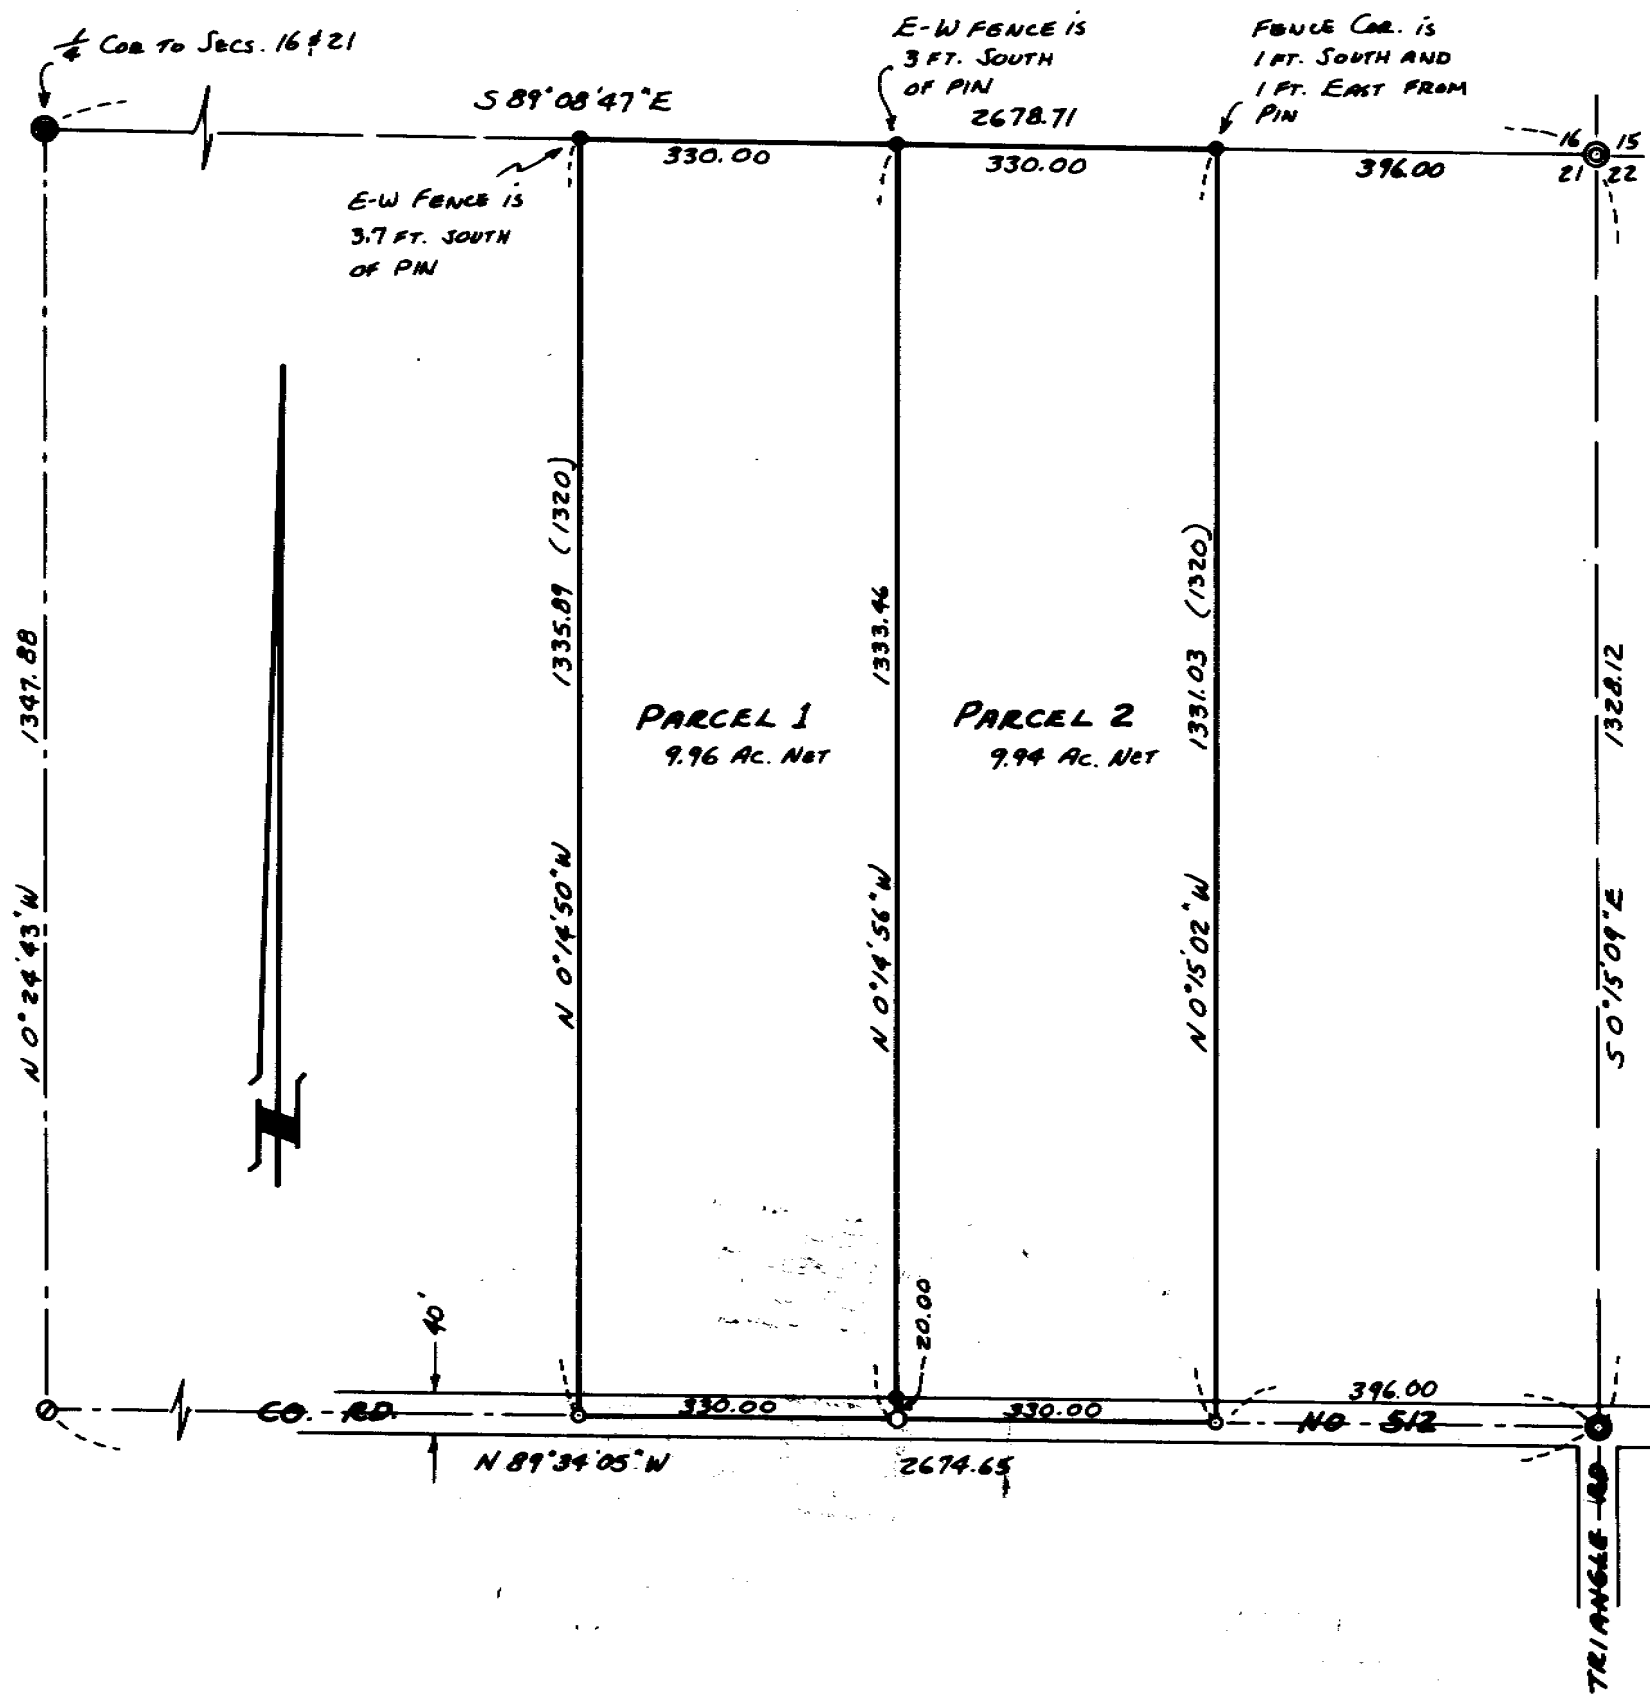 1/4 COR TO SECS. 16 & 21
E-W FENCE is
3 FT. SOUTH
OF PIN
FENCE COR. is
1 FT. SOUTH AND
1 FT. EAST FROM
PIN
S 89°08'47"E
2678.71
330.00
330.00
396.00
16
15
21
22
E-W FENCE is
3.7 FT. SOUTH
OF PIN
N 0°24'43"W
1347.88
N 0°14'50"W
1335.89 (1320)
N 0°14'56"W
1333.46
N 0°15'02"W
1331.03 (1320)
S 0°15'09"E
1328.12
PARCEL 1
9.96 AC. NET
PARCEL 2
9.94 AC. NET
N
40'
20.00
330.00
330.00
396.00
CO. RD.
NO 512
N 89°34'05"W
2674.65
TRIANGLE RD